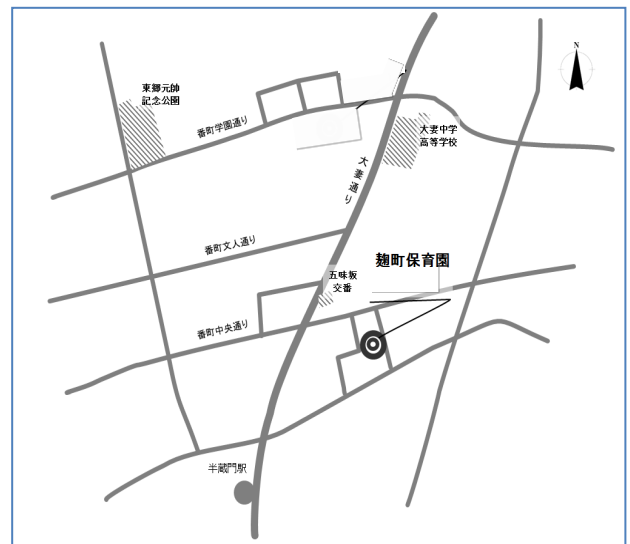 N
東郷元帥
記念公園
番町学園通り
大妻中学
高等学校
大妻通り
番町文人通り
麹町保育園
五味坂
交番
番町中央通り
半蔵門駅